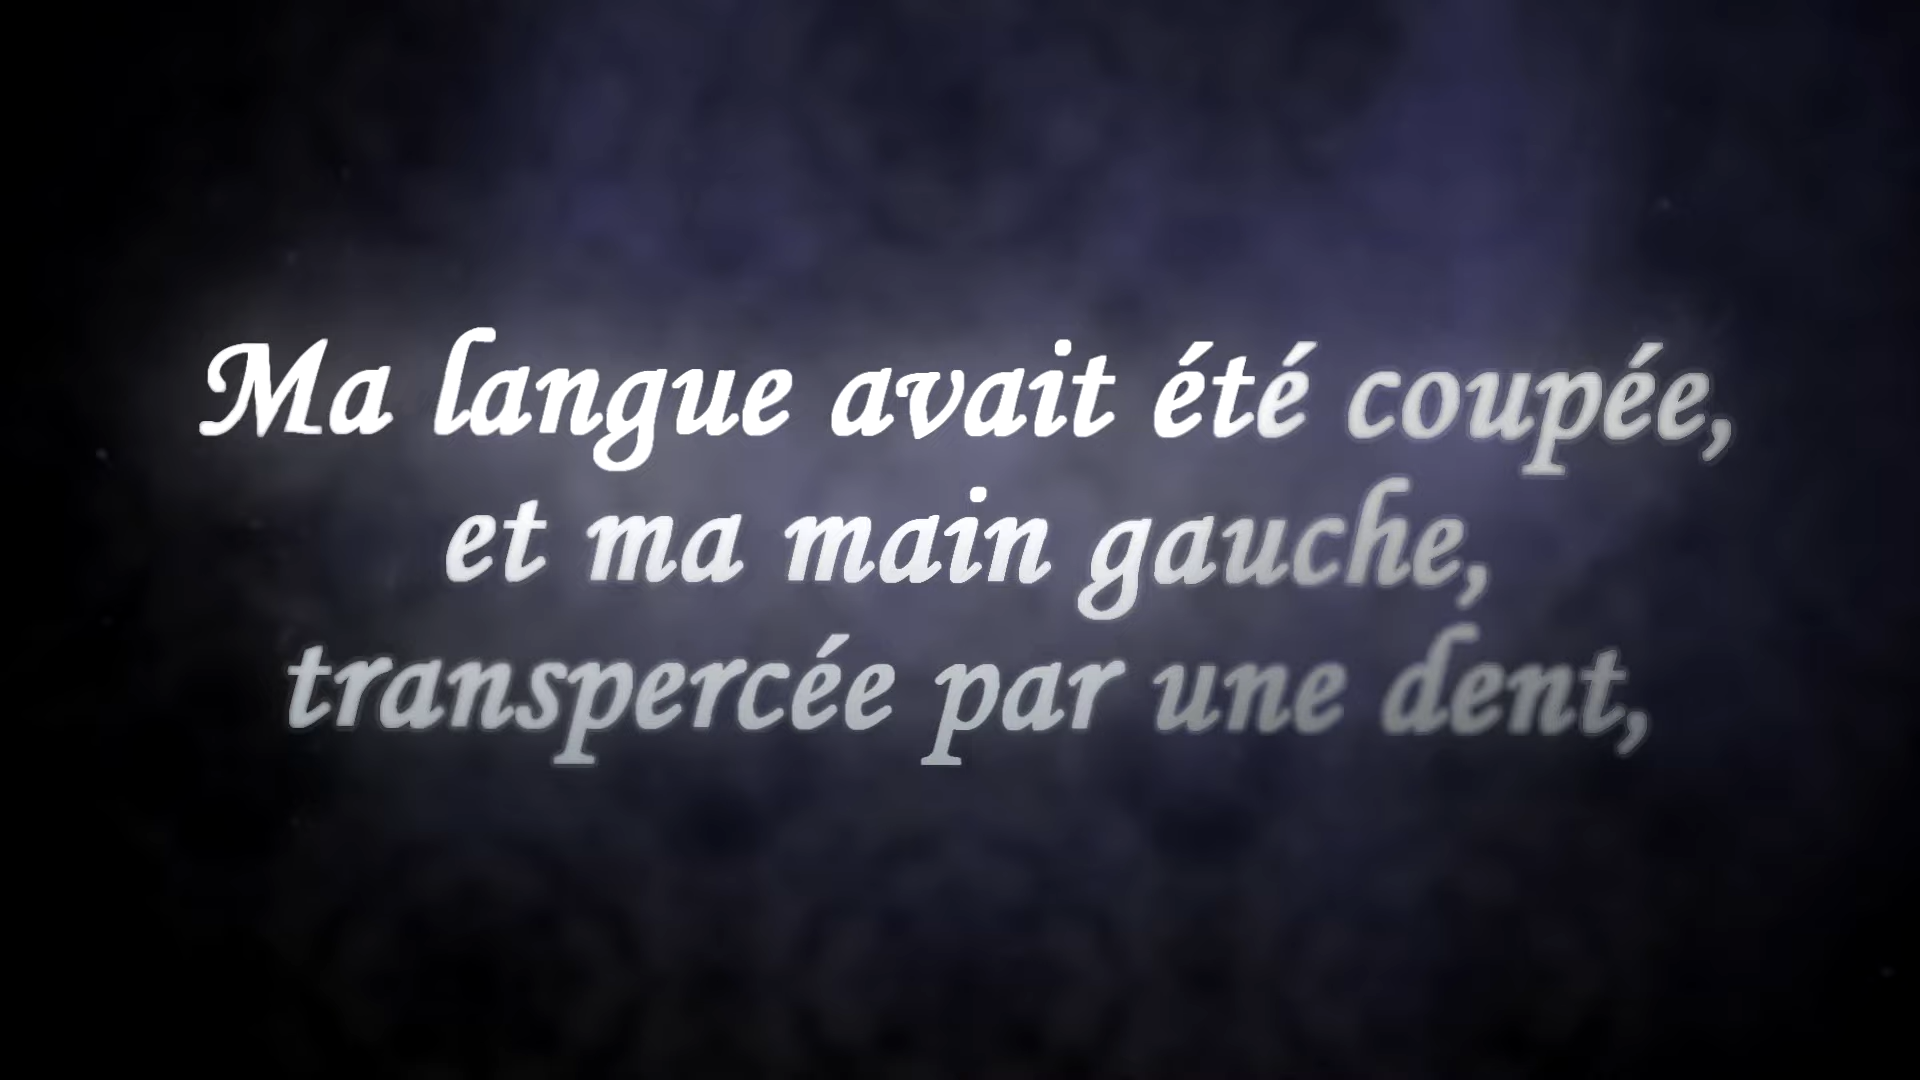 Ma langue avait été coupée,
et ma main gauche,
transpercée par une dent,